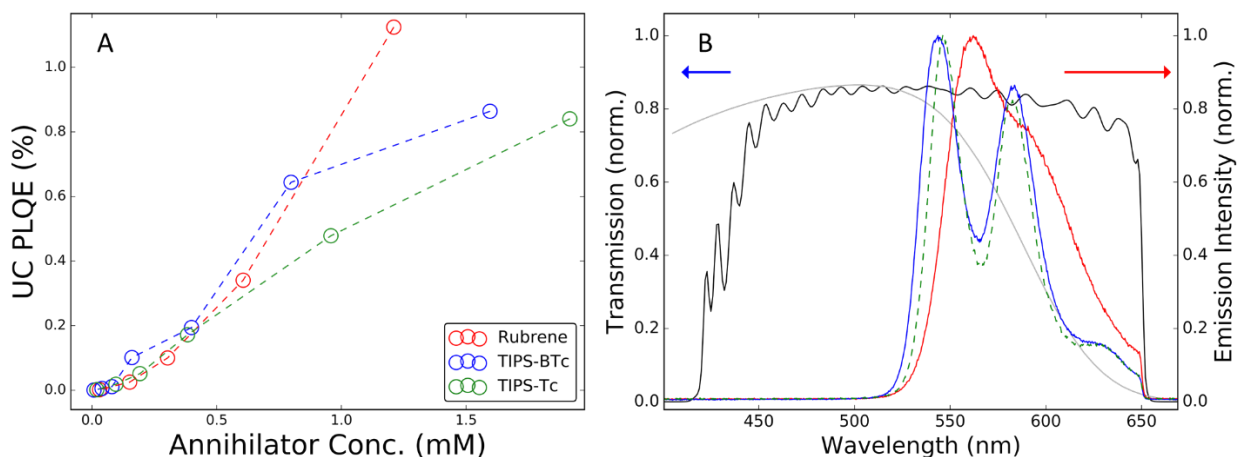 A
UC PLQE (%)
1.0
0.8
0.6
0.4
0.2
0.0
0.0 0.5 1.0 1.5
Annihilator Conc. (mM)
Rubrene
TIPS-BTc
TIPS-Tc
B
Transmission (norm.)
1.0
0.8
0.6
0.4
0.2
0.0
450 500 550 600 650
Wavelength (nm)
1.0
0.8
0.6
0.4
0.2
0.0
Emission Intensity (norm.)